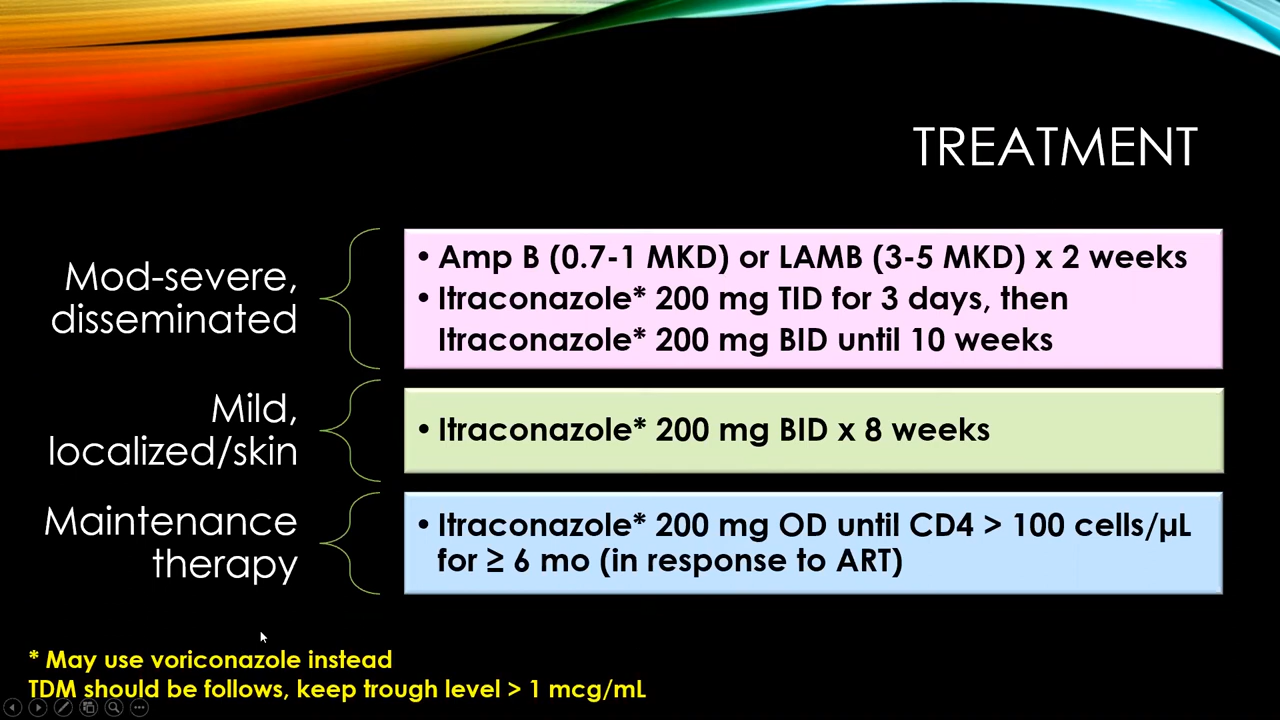 TREATMENT
Mod-severe,
disseminated
• Amp B (0.7-1 MKD) or LAMB (3-5 MKD) x 2 weeks
• Itraconazole* 200 mg TID for 3 days, then
Itraconazole* 200 mg BID until 10 weeks
Mild,
localized/skin
• Itraconazole* 200 mg BID x 8 weeks
Maintenance
therapy
• Itraconazole* 200 mg OD until CD4 > 100 cells/µL
for ≥ 6 mo (in response to ART)
* May use voriconazole instead
TDM should be follows, keep trough level > 1 mcg/mL